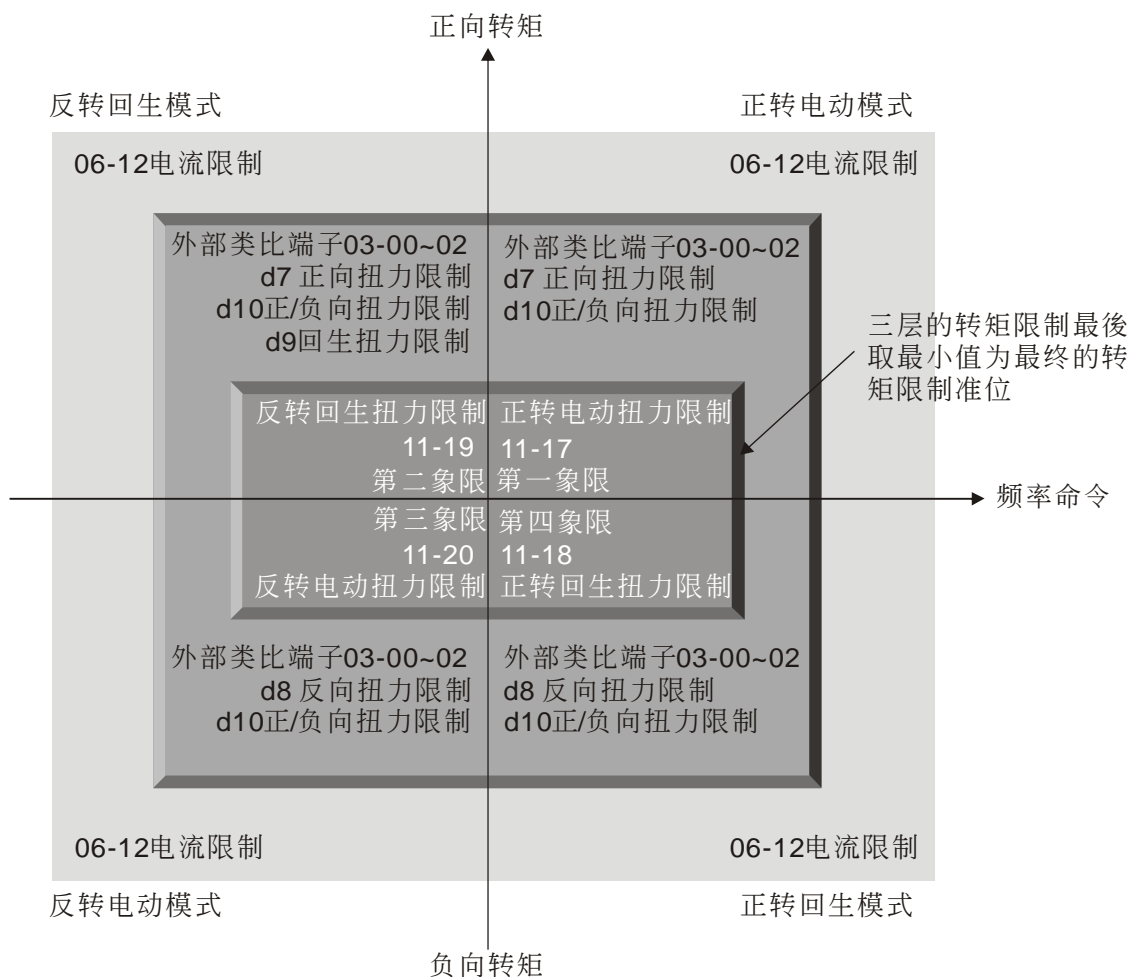 正向转矩
反转回生模式
正转电动模式
06-12电流限制
06-12电流限制
外部类比端子03-00~02
d7 正向扭力限制
d10正/负向扭力限制
d9回生扭力限制
外部类比端子03-00~02
d7 正向扭力限制
d10正/负向扭力限制
三层的转矩限制最後
取最小值为最终的转
矩限制准位
反转回生扭力限制
11-19
第二象限
正转电动扭力限制
11-17
第一象限
频率命令
第三象限
11-20
反转电动扭力限制
第四象限
11-18
正转回生扭力限制
外部类比端子03-00~02
d8 反向扭力限制
d10正/负向扭力限制
外部类比端子03-00~02
d8 反向扭力限制
d10正/负向扭力限制
06-12电流限制
06-12电流限制
反转电动模式
正转回生模式
负向转矩